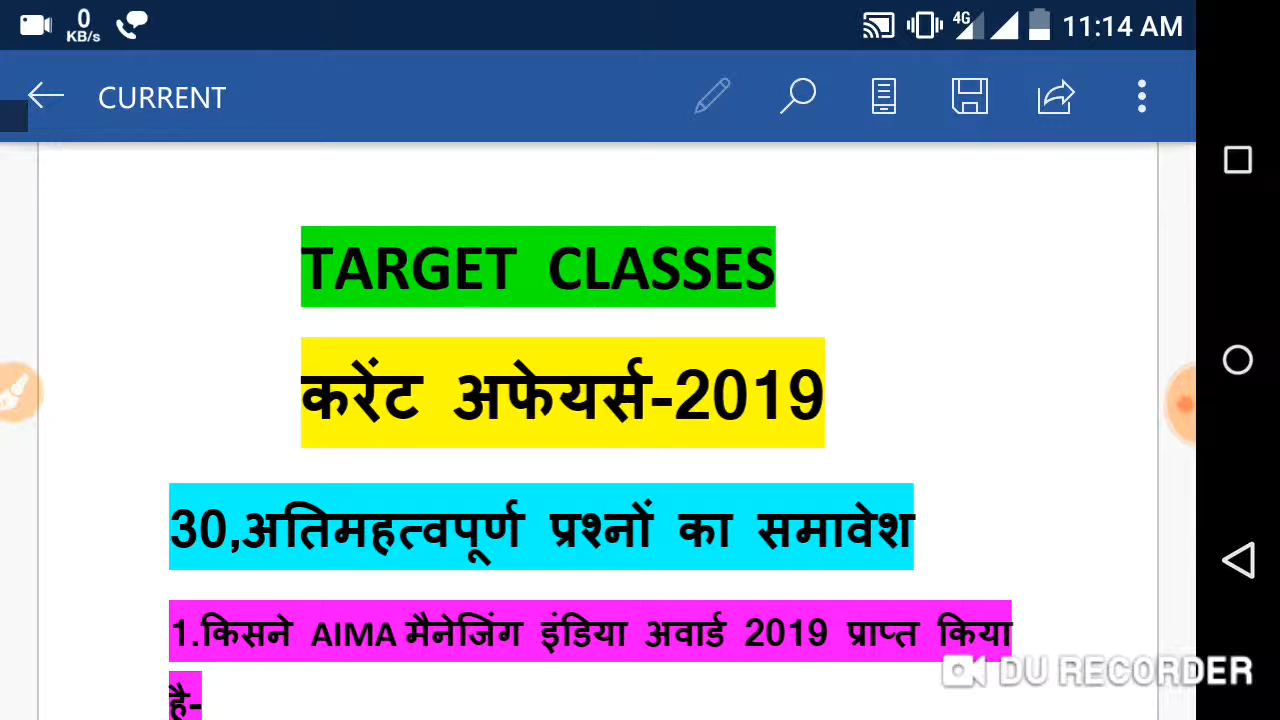 0
KB/s
4G
11:14 AM
CURRENT
TARGET CLASSES
करेंट अफेयर्स-2019
30,अतिमहत्वपूर्ण प्रश्नों का समावेश
1.किसने AIMA मैनेजिंग इंडिया अवार्ड 2019 प्राप्त किया
है-
DU RECORDER